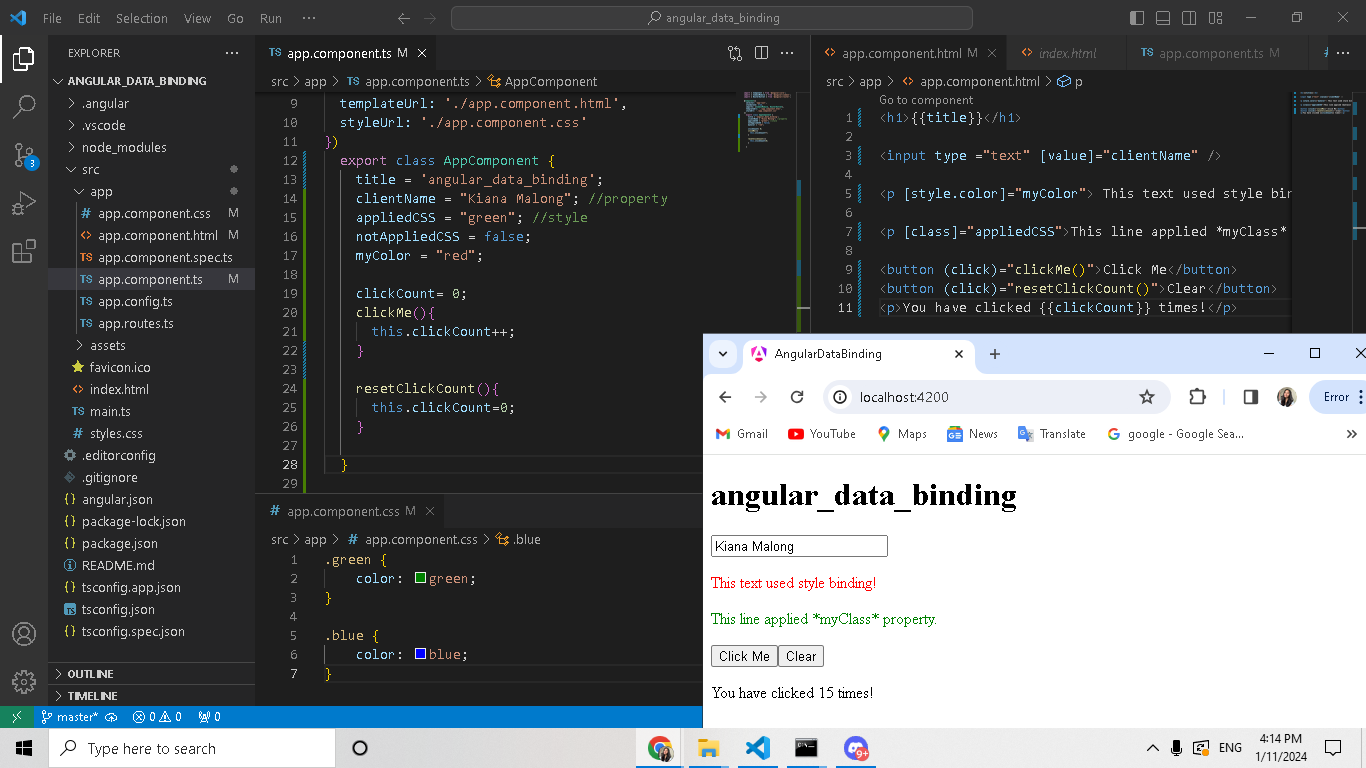 File Edit Selection View Go Run ··· angular_data_binding
EXPLORER
ANGULAR_DATA_BINDING
.angular
.vscode
node_modules
src
app
app.component.css M
app.component.html M
app.component.spec.ts
app.component.ts M
app.config.ts
app.routes.ts
assets
favicon.ico
index.html
main.ts
styles.css
.editorconfig
.gitignore
angular.json
package-lock.json
package.json
README.md
tsconfig.app.json
tsconfig.json
tsconfig.spec.json
OUTLINE
TIMELINE
3
TS app.component.ts M
src > app > TS app.component.ts > AppComponent
9 templateUrl: './app.component.html',
10 styleUrl: './app.component.css'
11 })
12 export class AppComponent {
13 title = 'angular_data_binding';
14 clientName = "Kiana Malong"; //property
15 appliedCSS = "green"; //style
16 notAppliedCSS = false;
17 myColor = "red";
18
19 clickCount= 0;
20 clickMe(){
21 this.clickCount++;
22 }
23
24 resetClickCount(){
25 this.clickCount=0;
26 }
27
28 }
29
app.component.css M
src > app > # app.component.css > .blue
1 .green {
2 color: green;
3 }
4
5 .blue {
6 color: blue;
7 }
app.component.html M index.html TS app.component.ts M
src > app > app.component.html > p
Go to component
1 <h1>{{title}}</h1>
2
3 <input type ="text" [value]="clientName" />
4
5 <p [style.color]="myColor"> This text used style bin
6
7 <p [class]="appliedCSS">This line applied *myClass*
8
9 <button (click)="clickMe()">Click Me</button>
10 <button (click)="resetClickCount()">Clear</button>
11 <p>You have clicked {{clickCount}} times!</p>
AngularDataBinding
localhost:4200 Error
Gmail YouTube Maps News Translate google - Google Sea...
angular_data_binding
Kiana Malong
This text used style binding!
This line applied *myClass* property.
Click Me Clear
You have clicked 15 times!
master* 0 0 0
Type here to search
9+
ENG
4:14 PM
1/11/2024